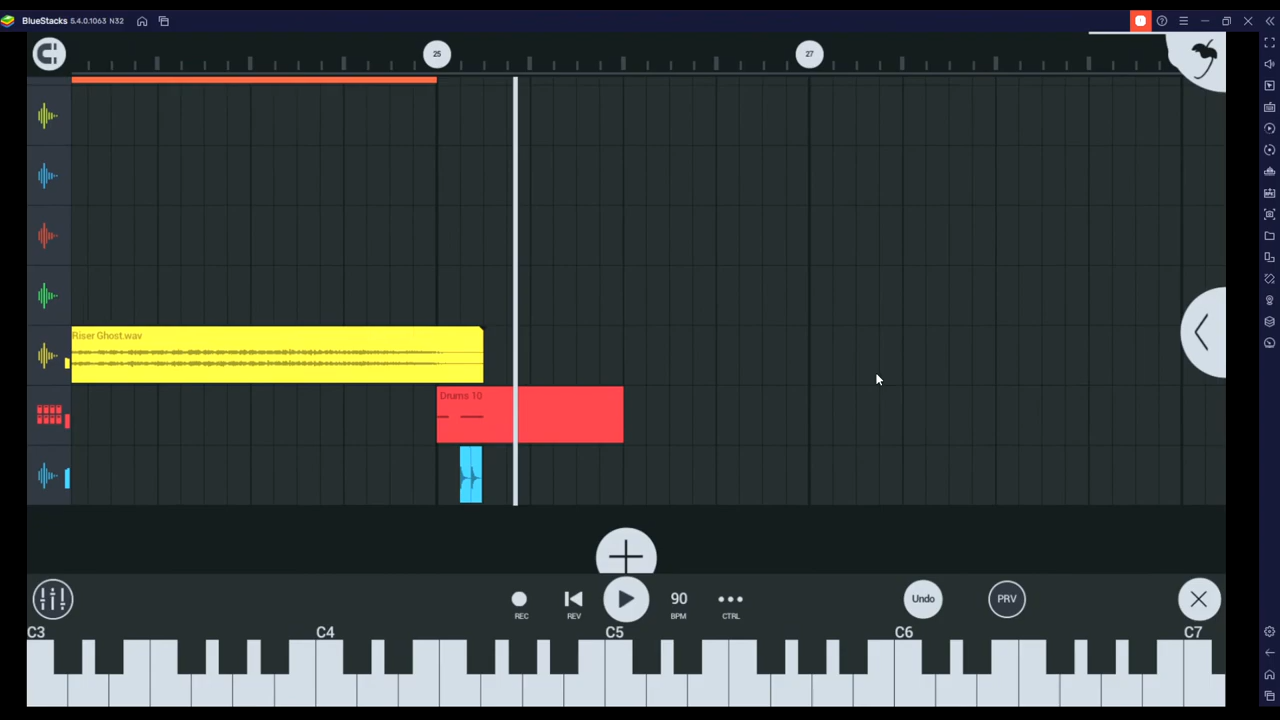 BlueStacks 5.4.0.1063 N32
25
27
Riser Ghost.wav
Drums 10
REC
REV
90
BPM
CTRL
Undo
PRV
C3
C4
C5
C6
C7